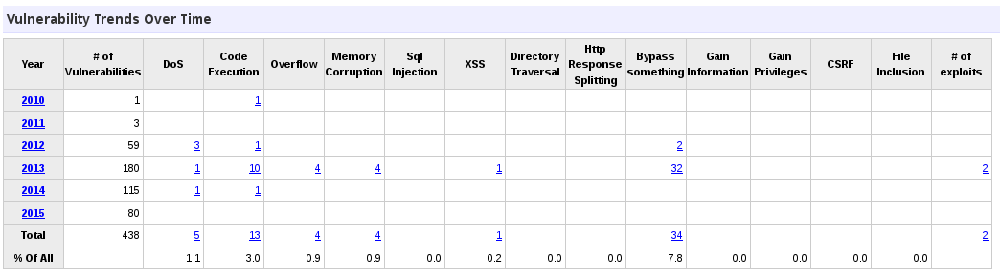 Vulnerability Trends Over Time
Year # of Vulnerabilities DoS Code Execution Overflow Memory Corruption Sql Injection XSS Directory Traversal Http Response Splitting Bypass something Gain Information Gain Privileges CSRF File Inclusion # of exploits
2010 1 1
2011 3
2012 59 3 1 2
2013 180 1 10 4 4 1 32 2
2014 115 1 1
2015 80
Total 438 5 13 4 4 1 34 2
% Of All 1.1 3.0 0.9 0.9 0.0 0.2 0.0 0.0 7.8 0.0 0.0 0.0 0.0